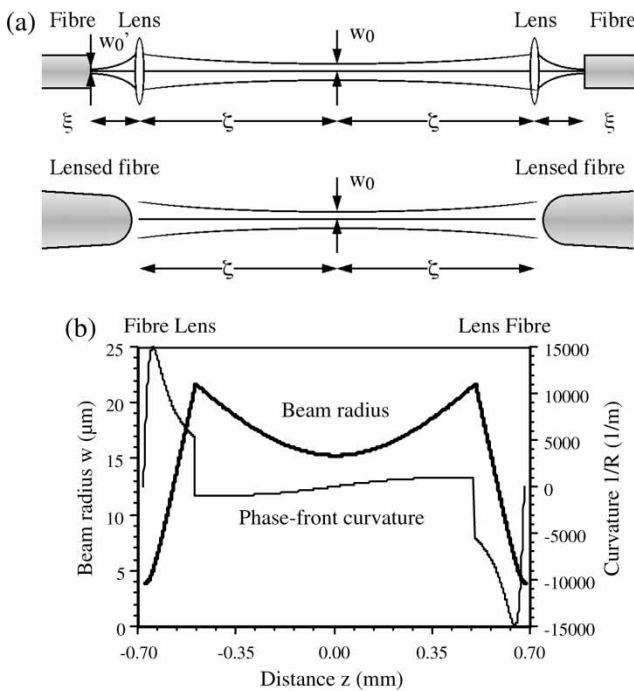 (a) Fibre Lens Lens Fibre
w₀' w₀
ξ ζ ζ ξ
Lensed fibre Lensed fibre
w₀
ζ ζ
(b) Fibre Lens Lens Fibre
25 15000
20 10000
15 5000
10 0
5 -5000
0 -10000
-15000
Beam radius w (μm)
Curvature 1/R (1/m)
Beam radius
Phase-front curvature
-0.70 -0.35 0.00 0.35 0.70
Distance z (mm)